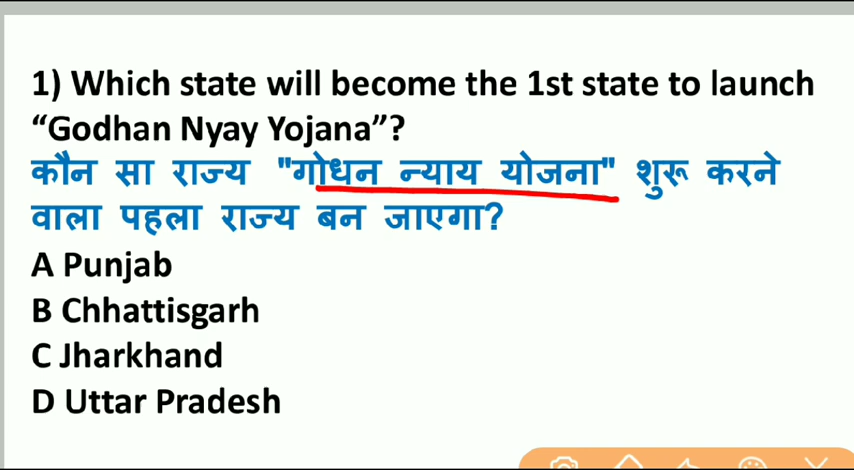 1) Which state will become the 1st state to launch
“Godhan Nyay Yojana”?
कौन सा राज्य "गोधन न्याय योजना" शुरू करने
वाला पहला राज्य बन जाएगा?
A Punjab
B Chhattisgarh
C Jharkhand
D Uttar Pradesh